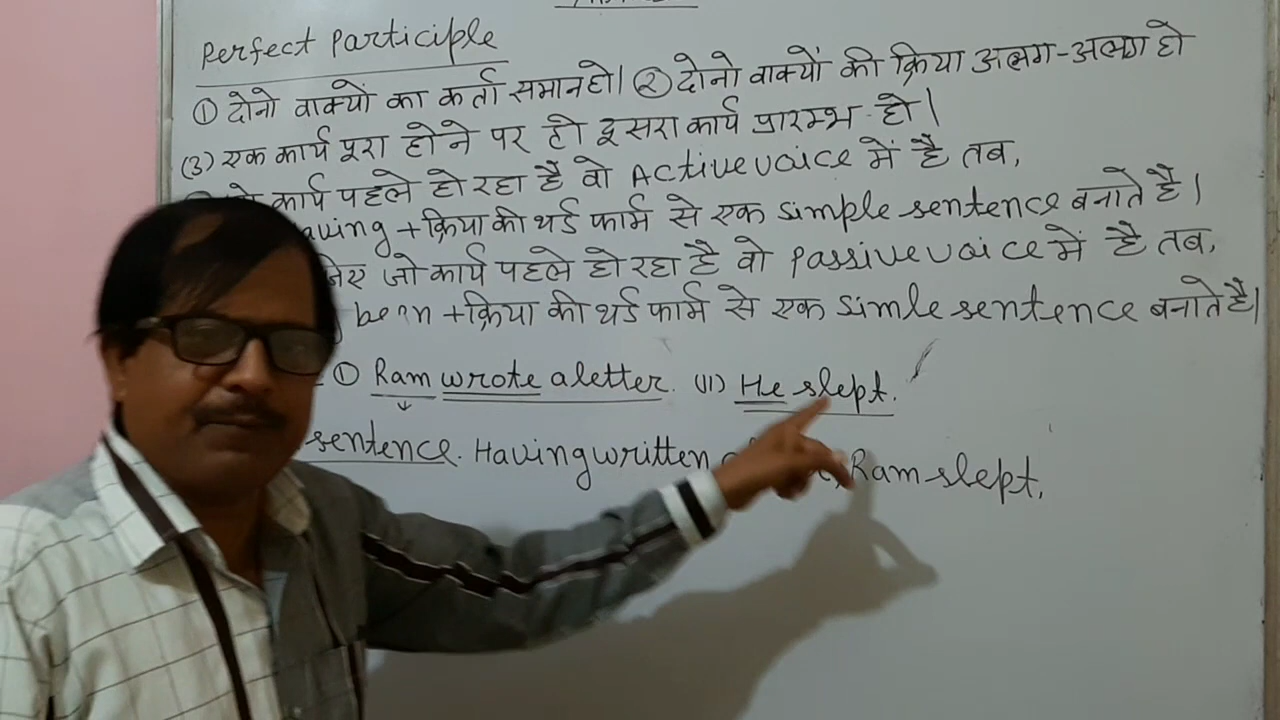 Perfect Participle
① दोनो वाक्यों का कर्ता समान हो। ② दोनो वाक्यों की क्रिया अलग-अलग हो
(3) एक कार्य पूरा होने पर ही दूसरा कार्य प्रारम्भ हो।
कार्य पहले हो रहा है वो Active voice में है तब,
aving + क्रिया की थर्ड फार्म से एक simple sentence बनाते है।
जो कार्य पहले हो रहा है वो passive voice में है तब,
been + क्रिया की थर्ड फार्म से एक simle sentence बनाते है।
① Ram wrote a letter. (II) He slept.
sentence. Having written Ram slept.